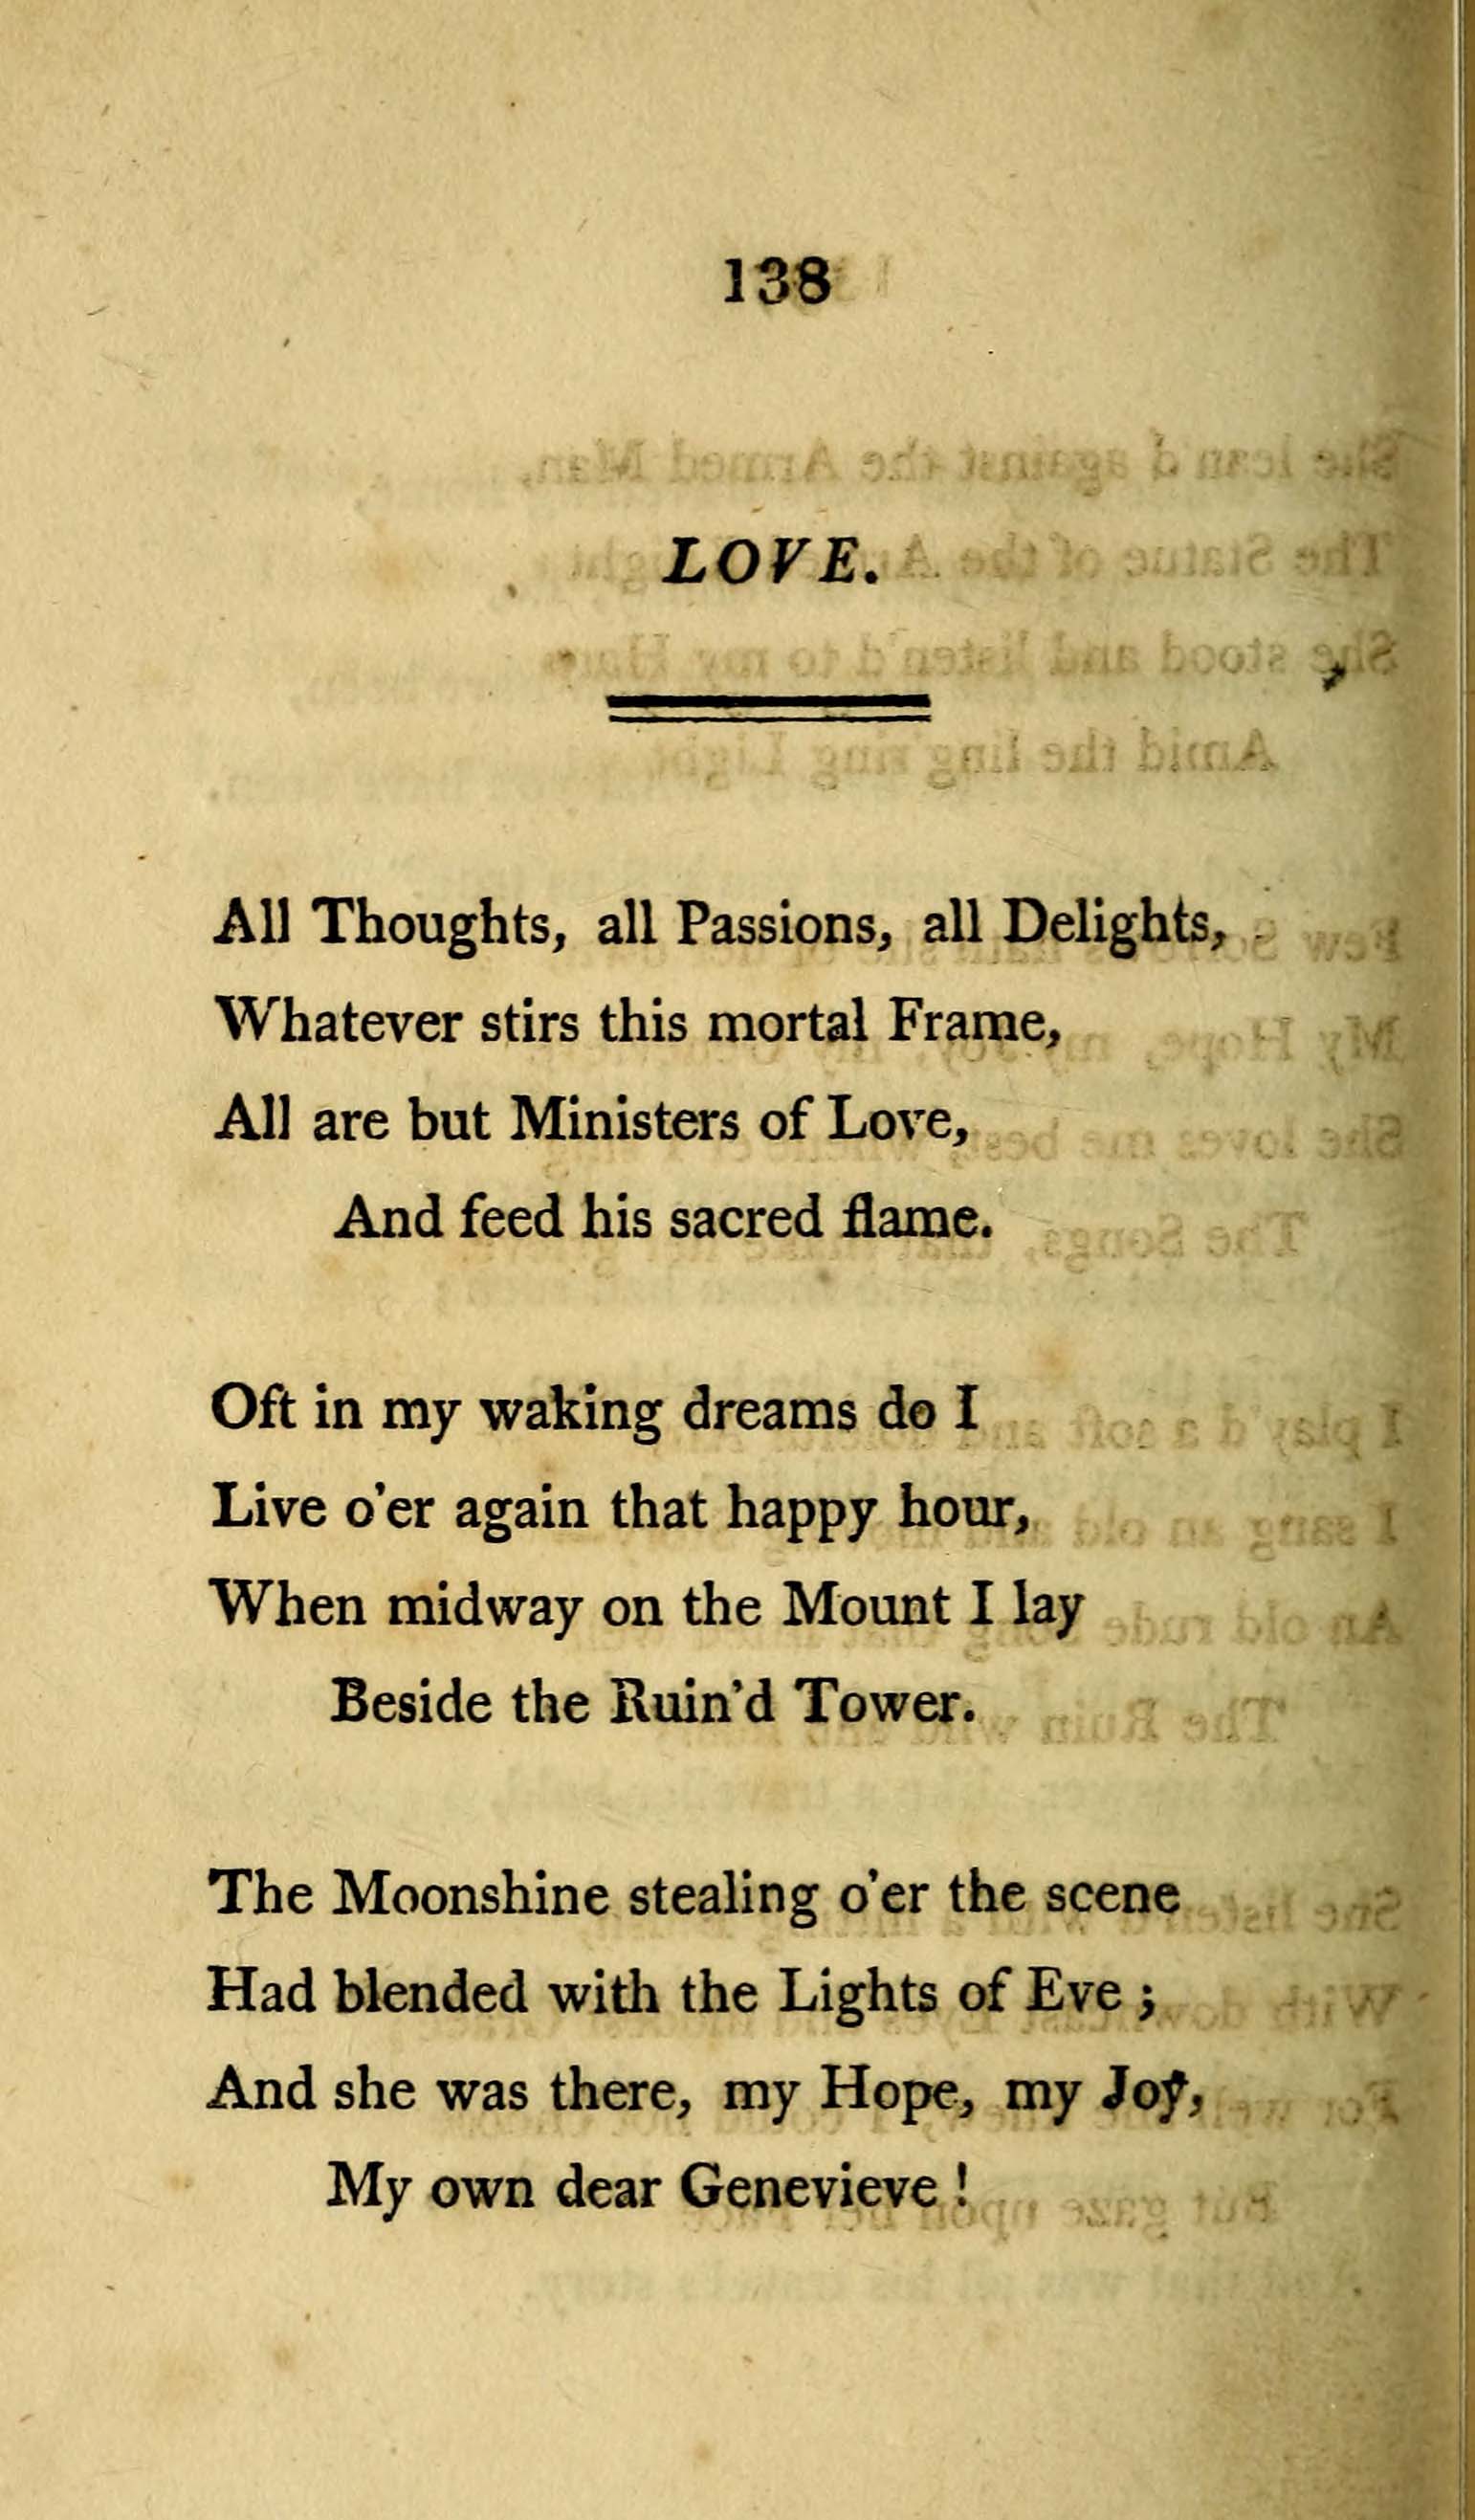 138
LOVE.
All Thoughts, all Passions, all Delights,
Whatever stirs this mortal Frame,
All are but Ministers of Love,
And feed his sacred flame.
Oft in my waking dreams do I
Live o'er again that happy hour,
When midway on the Mount I lay
Beside the Ruin'd Tower.
The Moonshine stealing o'er the scene
Had blended with the Lights of Eve ;
And she was there, my Hope, my Joy,
My own dear Genevieve !